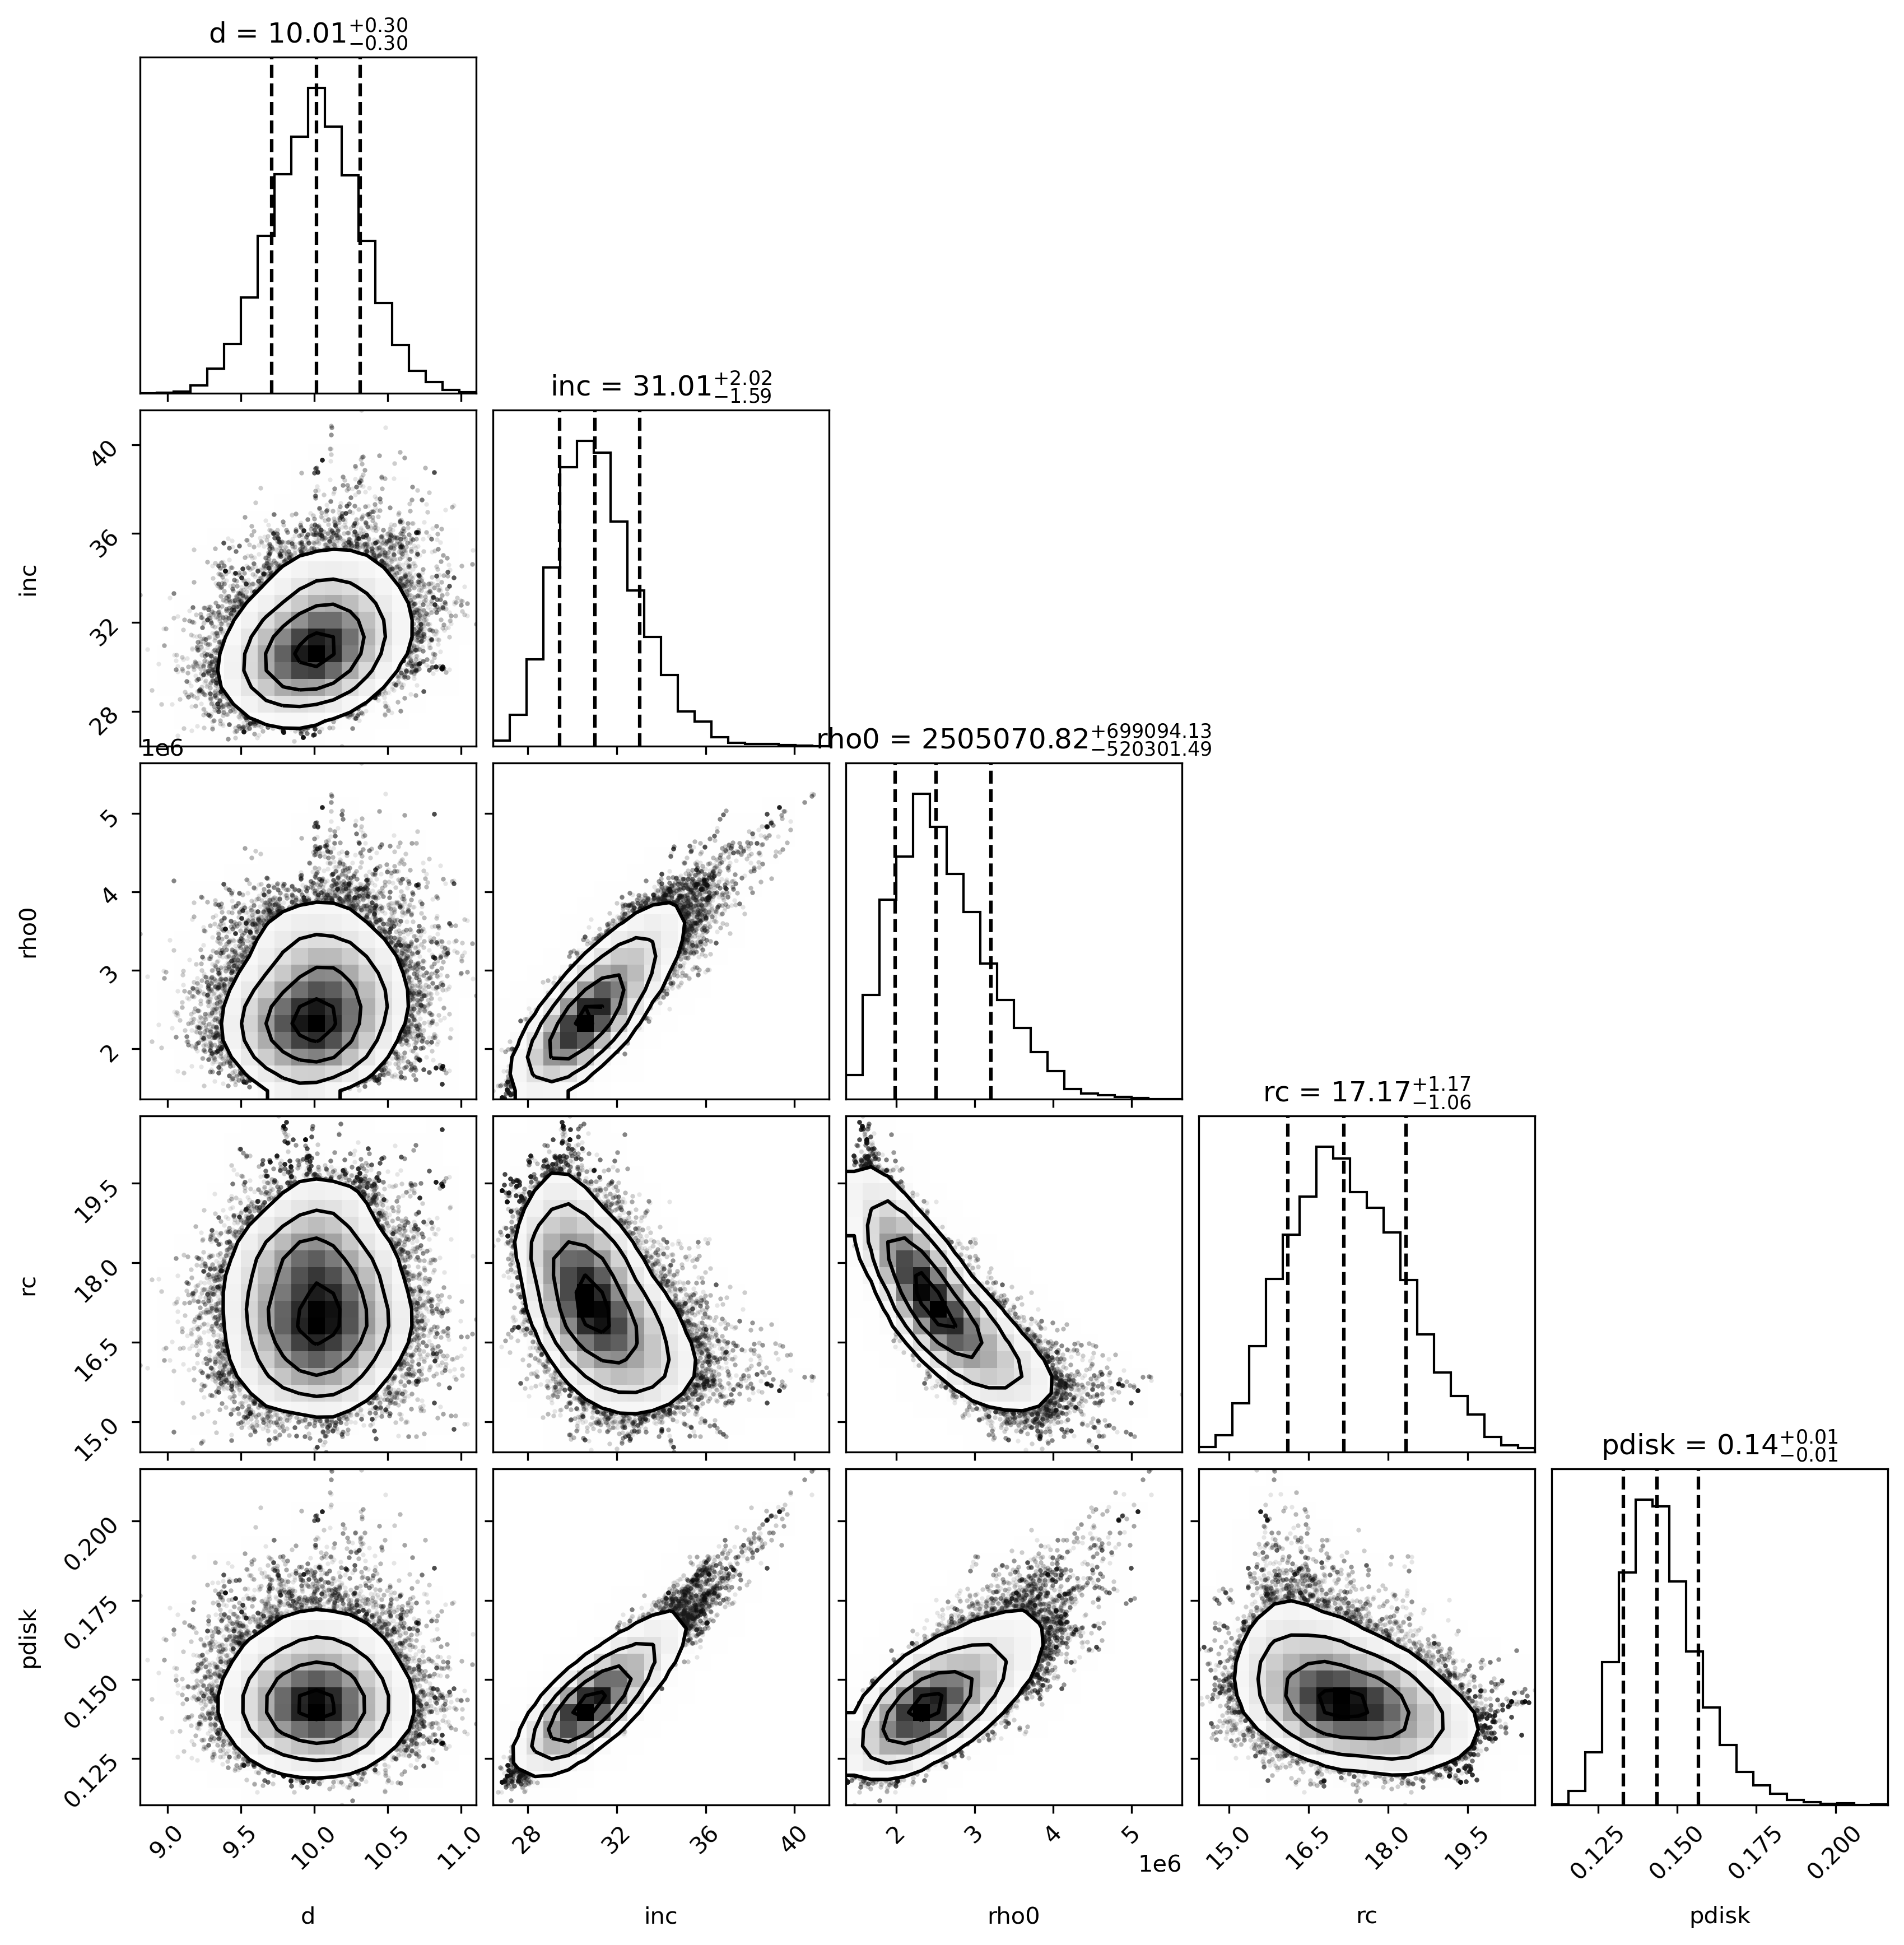 d = 10.01 +0.30 −0.30
inc = 31.01 +2.02 −1.59
40
36
32
28
inc
1e6
rho0 = 2505070.82 +699094.13 −520301.49
5
4
3
2
rho0
rc = 17.17 +1.17 −1.06
19.5
18.0
16.5
15.0
rc
pdisk = 0.14 +0.01 −0.01
0.200
0.175
0.150
0.125
pdisk
9.0 9.5 10.0 10.5 11.0
28 32 36 40
2 3 4 5
1e6
15.0 16.5 18.0 19.5
0.125 0.150 0.175 0.200
d inc rho0 rc pdisk